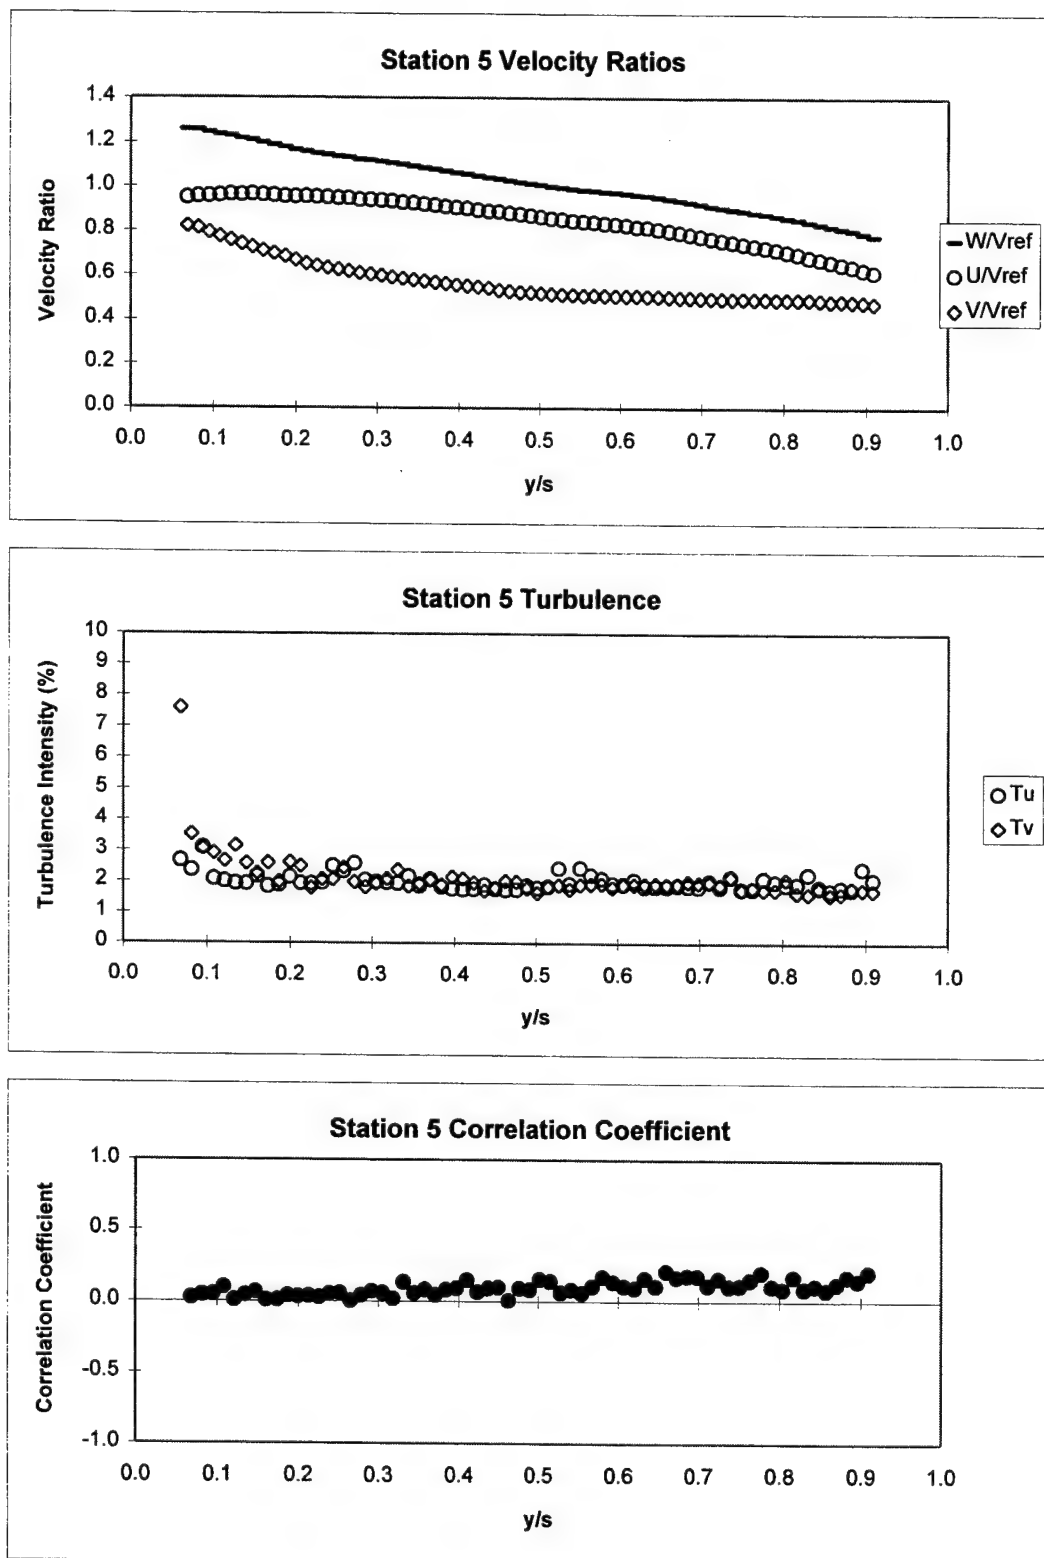 Station 5 Velocity Ratios
1.4
1.2
1.0
0.8
0.6
0.4
0.2
0.0
Velocity Ratio
0.0 0.1 0.2 0.3 0.4 0.5 0.6 0.7 0.8 0.9 1.0
y/s
W/Vref
U/Vref
V/Vref
Station 5 Turbulence
10
9
8
7
6
5
4
3
2
1
0
Turbulence Intensity (%)
0.0 0.1 0.2 0.3 0.4 0.5 0.6 0.7 0.8 0.9 1.0
y/s
Tu
Tv
Station 5 Correlation Coefficient
1.0
0.5
0.0
-0.5
-1.0
Correlation Coefficient
0.0 0.1 0.2 0.3 0.4 0.5 0.6 0.7 0.8 0.9 1.0
y/s